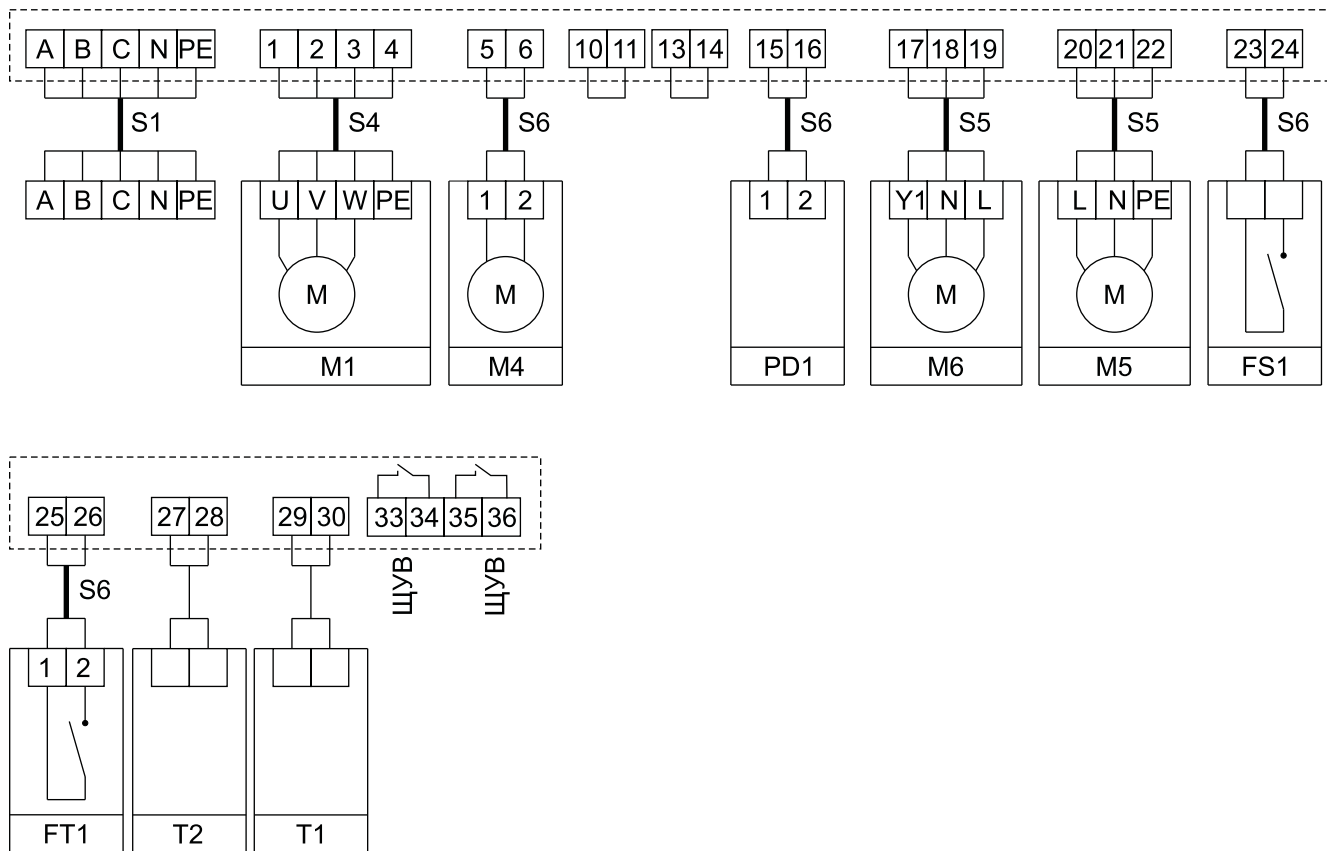 A B C N PE 1 2 3 4 5 6 10 11 13 14 15 16 17 18 19 20 21 22 23 24
S1 S4 S6 S6 S5 S5 S6
A B C N PE U V W PE 1 2 1 2 Y1 N L L N PE
M M M M
M1 M4 PD1 M6 M5 FS1
25 26 27 28 29 30 33 34 35 36
S6 ЩУВ ЩУВ
1 2
FT1 T2 T1